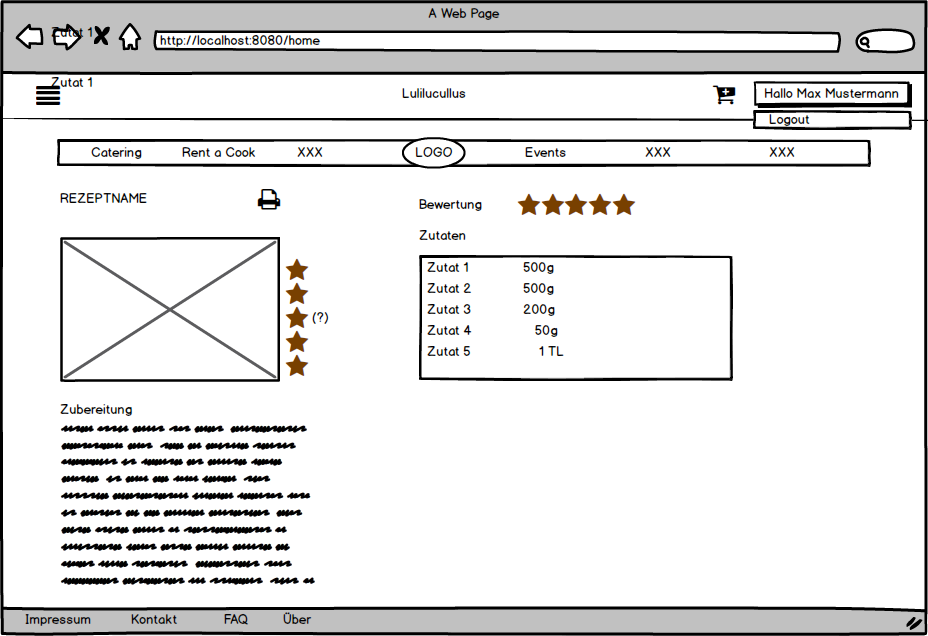 A Web Page
Zutat 1
http://localhost:8080/home
Zutat 1
Lulilucullus
Hallo Max Mustermann
Logout
Catering Rent a Cook XXX LOGO Events XXX XXX
REZEPTNAME
Bewertung
Zutaten
Zutat 1 500g
Zutat 2 500g
Zutat 3 200g
Zutat 4 50g
Zutat 5 1 TL
(?)
Zubereitung
Impressum Kontakt FAQ Über